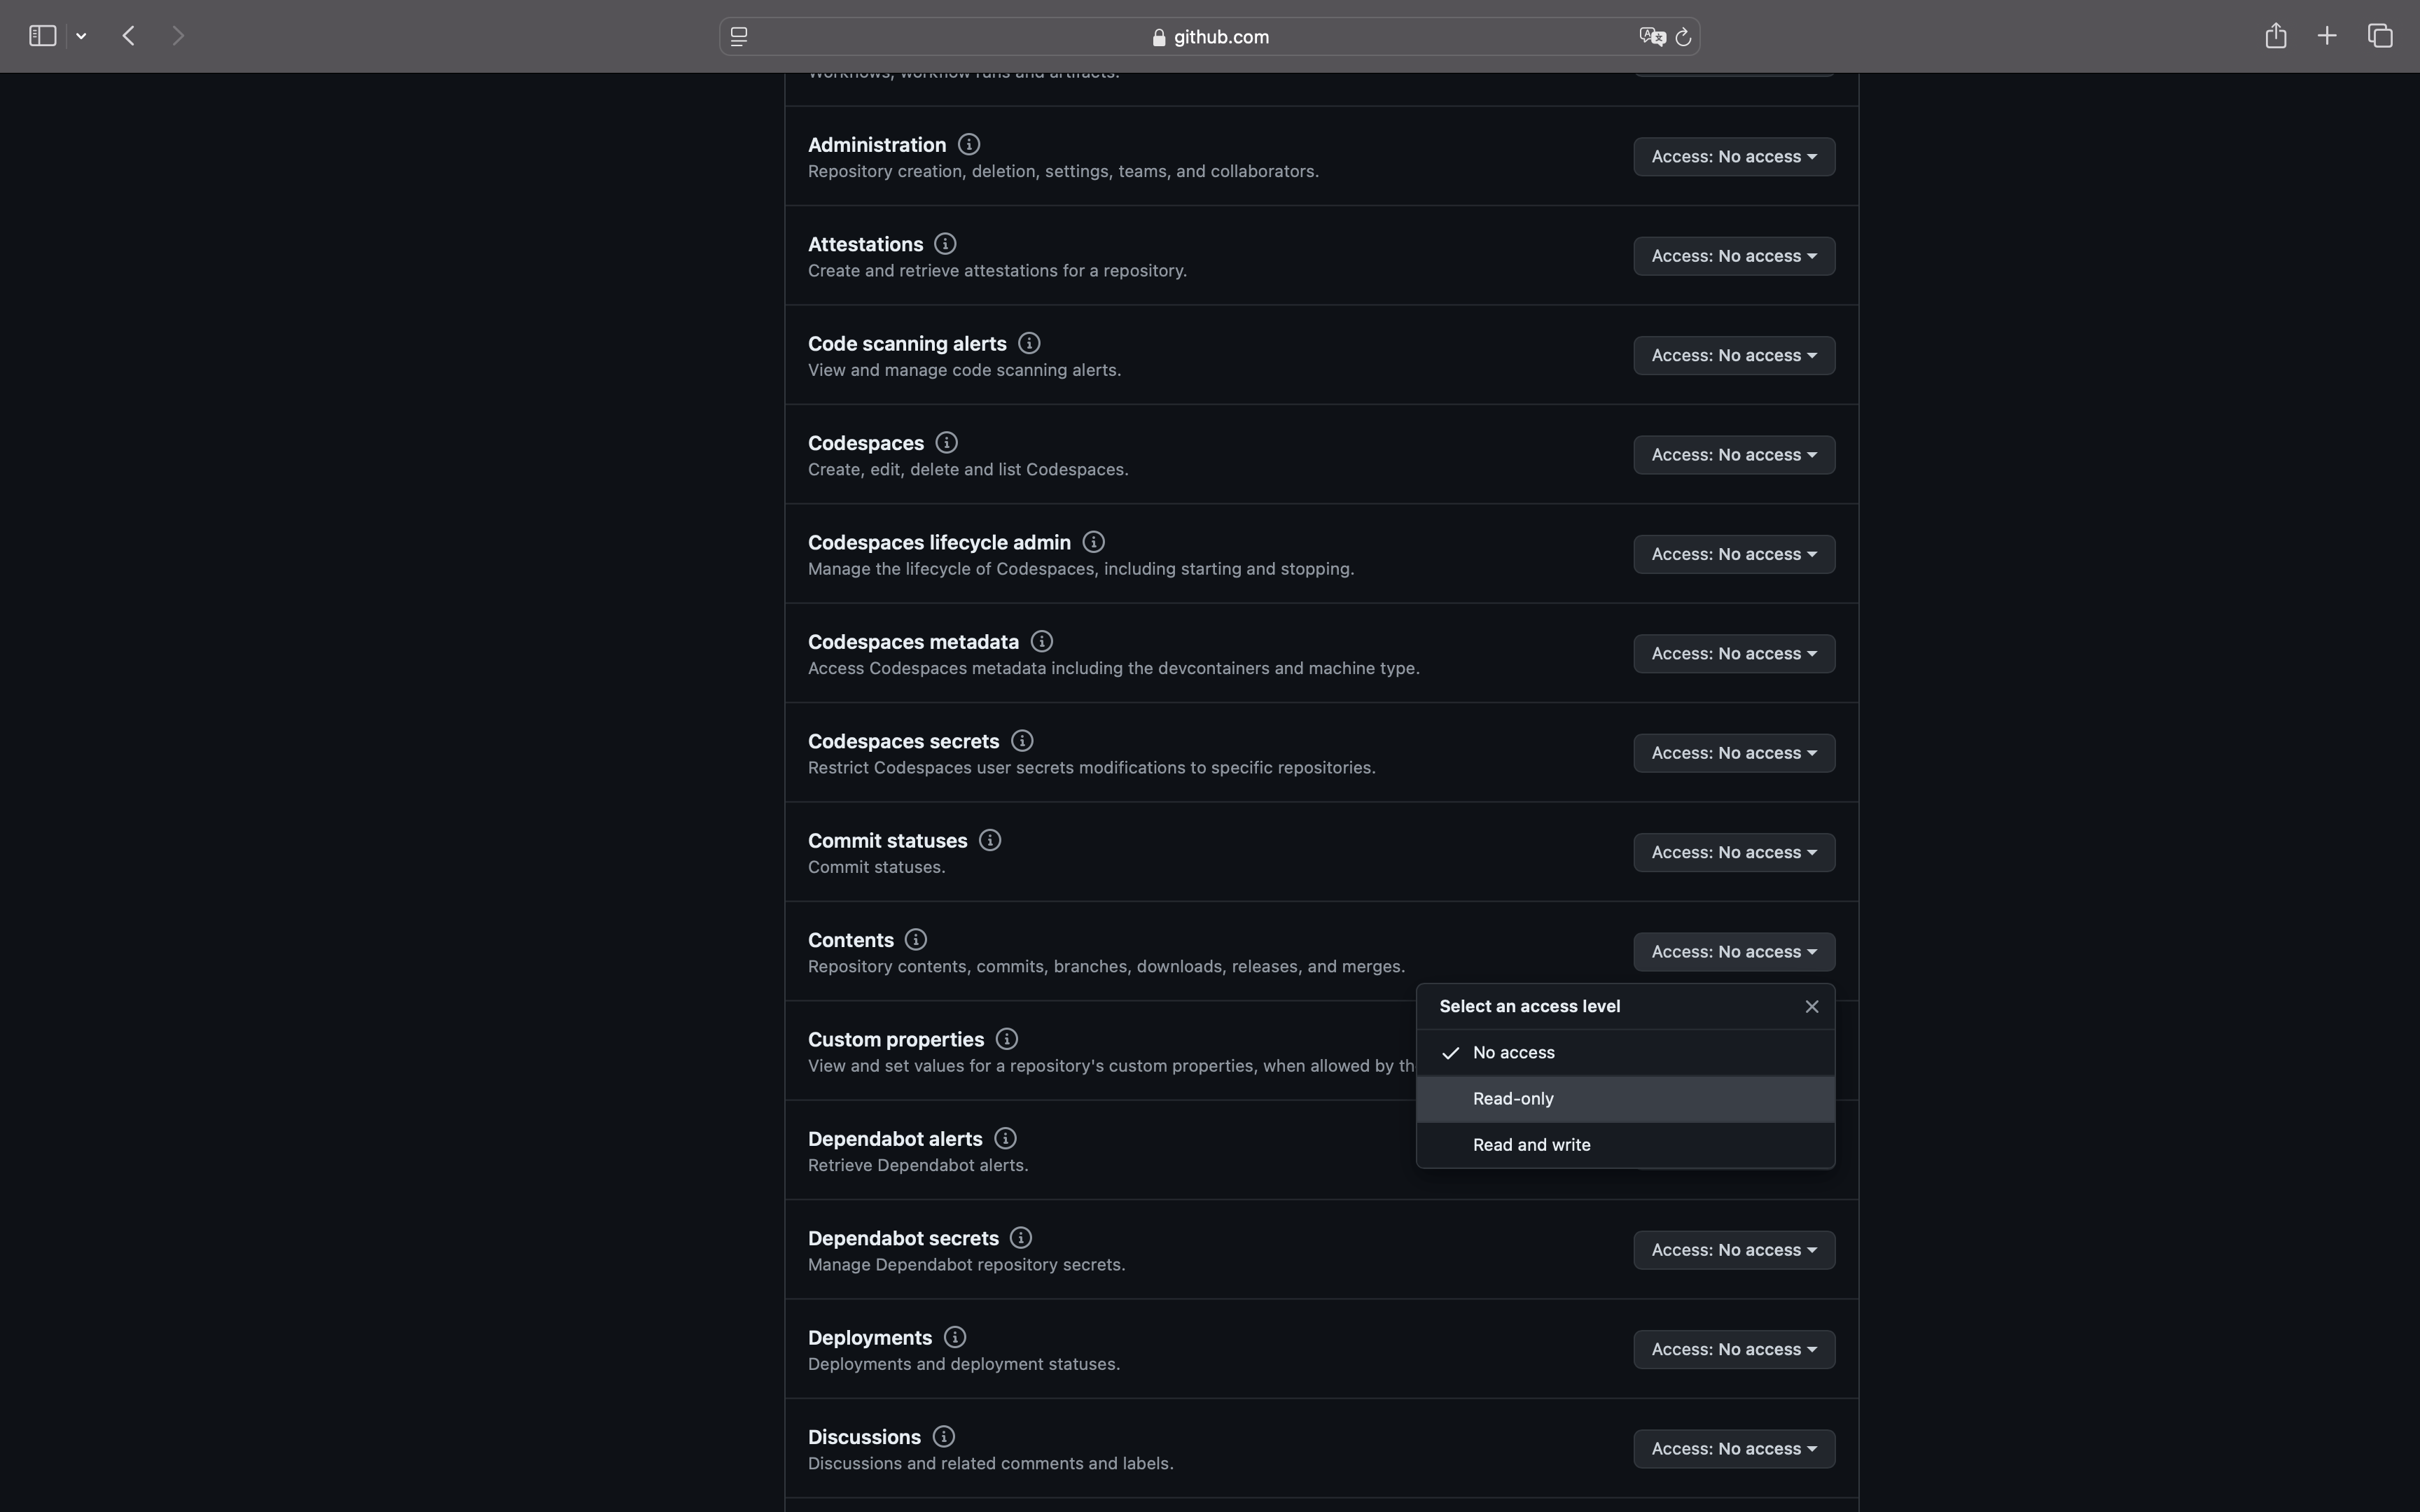 github.com
Workflows, workflow runs and artifacts.
Administration
Repository creation, deletion, settings, teams, and collaborators.
Access: No access
Attestations
Create and retrieve attestations for a repository.
Access: No access
Code scanning alerts
View and manage code scanning alerts.
Access: No access
Codespaces
Create, edit, delete and list Codespaces.
Access: No access
Codespaces lifecycle admin
Manage the lifecycle of Codespaces, including starting and stopping.
Access: No access
Codespaces metadata
Access Codespaces metadata including the devcontainers and machine type.
Access: No access
Codespaces secrets
Restrict Codespaces user secrets modifications to specific repositories.
Access: No access
Commit statuses
Commit statuses.
Access: No access
Contents
Repository contents, commits, branches, downloads, releases, and merges.
Access: No access
Select an access level
No access
Read-only
Read and write
Custom properties
View and set values for a repository's custom properties, when allowed by th
Dependabot alerts
Retrieve Dependabot alerts.
Dependabot secrets
Manage Dependabot repository secrets.
Access: No access
Deployments
Deployments and deployment statuses.
Access: No access
Discussions
Discussions and related comments and labels.
Access: No access